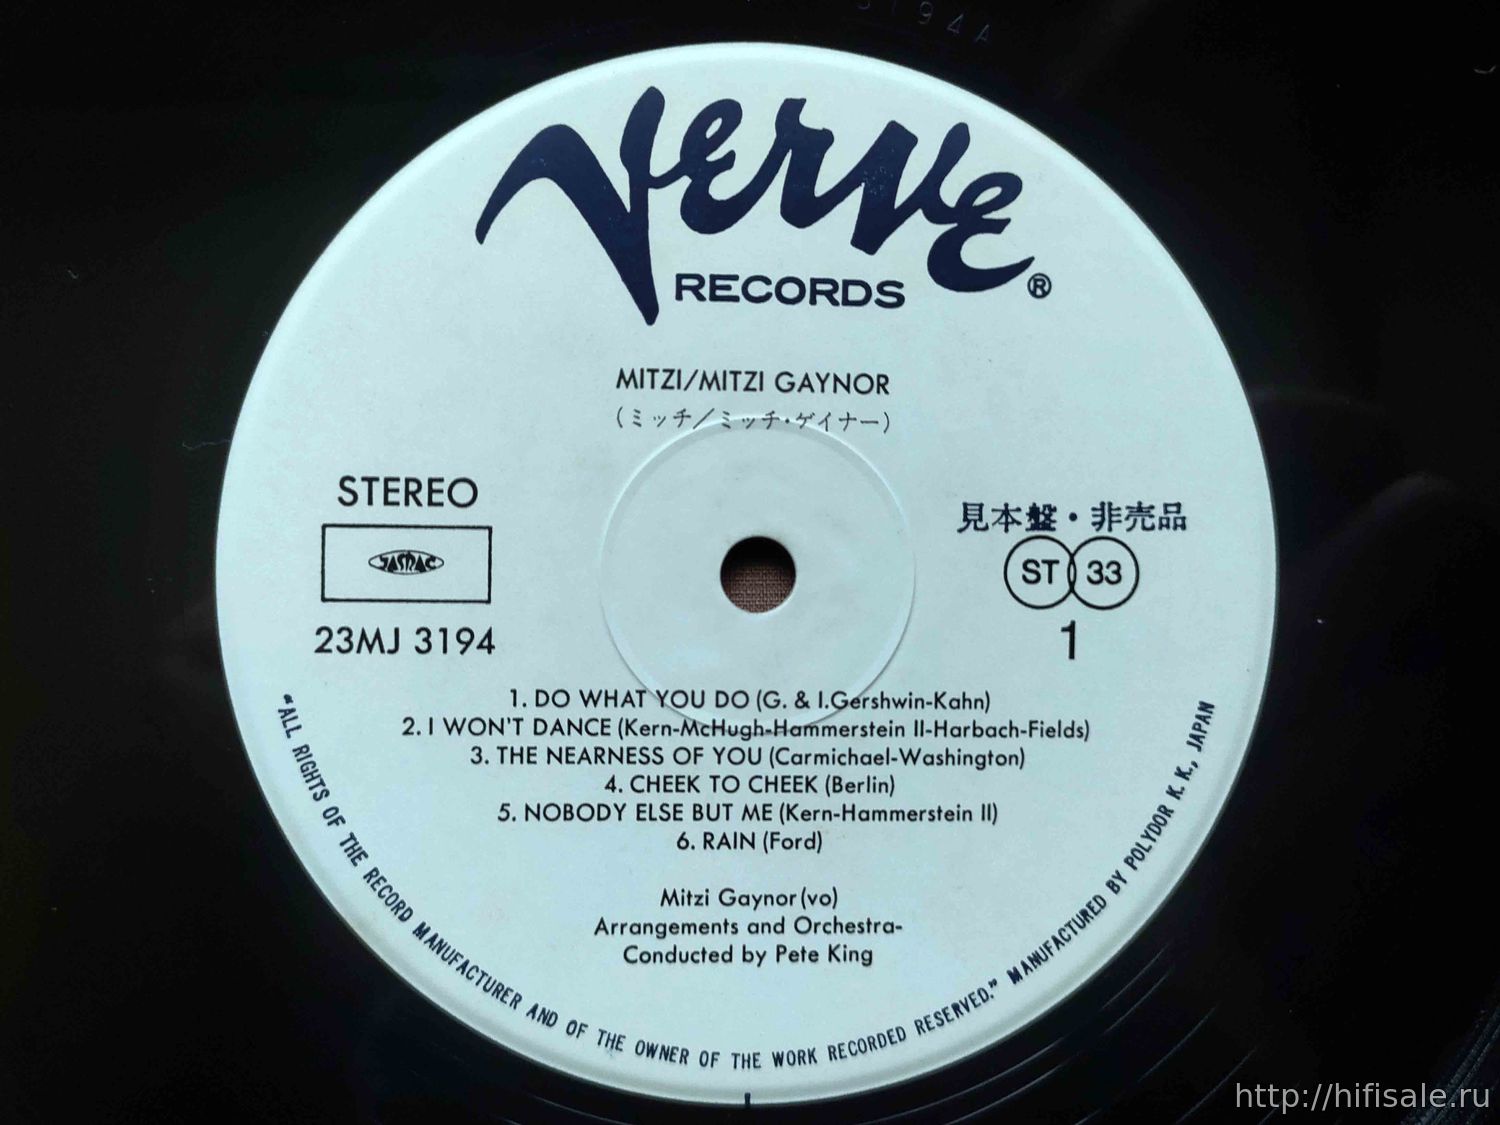 194A
Verve
RECORDS®
MITZI/MITZI GAYNOR
(ミッチ／ミッチ・ゲイナー)
STEREO
JASRAC
23MJ 3194
見本盤・非売品
ST 33
1
1. DO WHAT YOU DO (G. & I.Gershwin-Kahn)
2. I WON'T DANCE (Kern-McHugh-Hammerstein II-Harbach-Fields)
3. THE NEARNESS OF YOU (Carmichael-Washington)
4. CHEEK TO CHEEK (Berlin)
5. NOBODY ELSE BUT ME (Kern-Hammerstein II)
6. RAIN (Ford)
Mitzi Gaynor(vo)
Arrangements and Orchestra-
Conducted by Pete King
"ALL RIGHTS OF THE RECORD MANUFACTURER AND OF THE OWNER OF THE WORK RECORDED RESERVED." MANUFACTURED BY POLYDOR K. K., JAPAN
http://hifisale.ru